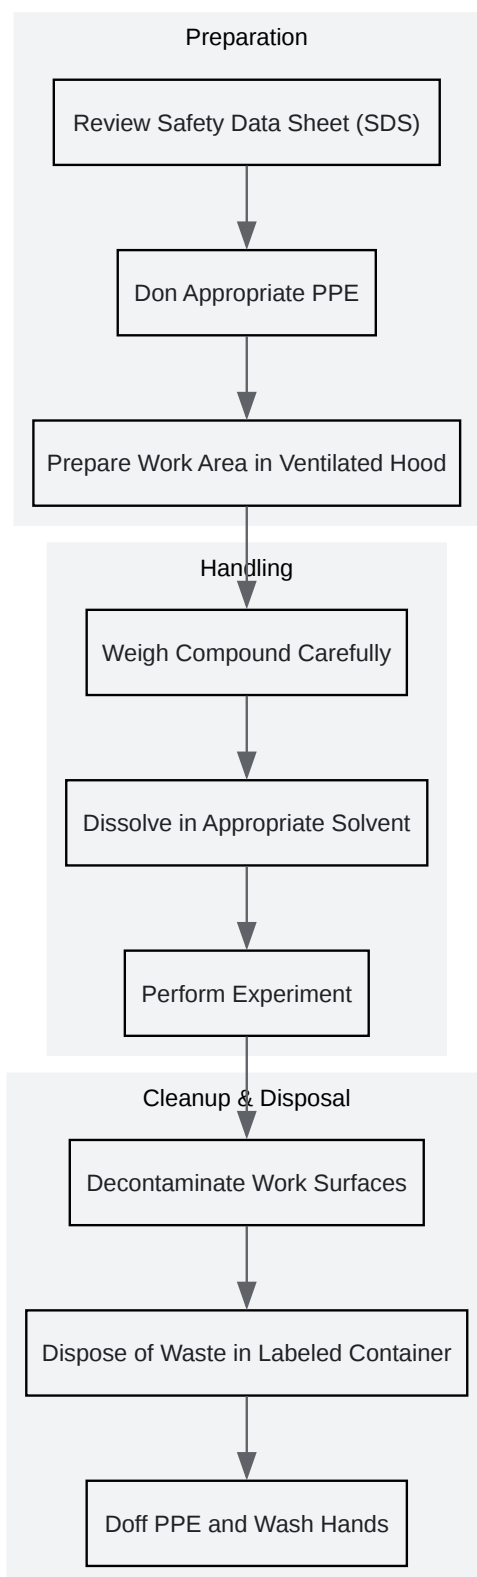 Preparation
Review Safety Data Sheet (SDS)
Don Appropriate PPE
Prepare Work Area in Ventilated Hood
Handling
Weigh Compound Carefully
Dissolve in Appropriate Solvent
Perform Experiment
Cleanup & Disposal
Decontaminate Work Surfaces
Dispose of Waste in Labeled Container
Doff PPE and Wash Hands